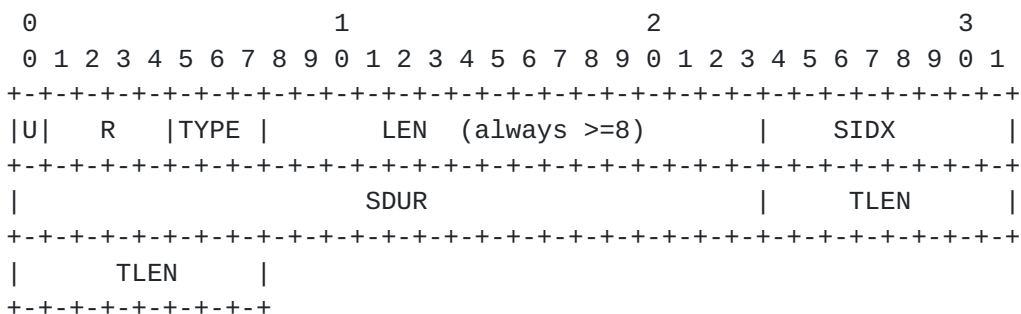 0                   1                   2                   3
 0 1 2 3 4 5 6 7 8 9 0 1 2 3 4 5 6 7 8 9 0 1 2 3 4 5 6 7 8 9 0 1
+-+-+-+-+-+-+-+-+-+-+-+-+-+-+-+-+-+-+-+-+-+-+-+-+-+-+-+-+-+-+-+-+
|U|   R   |TYPE |       LEN  (always >=8)       |    SIDX       |
+-+-+-+-+-+-+-+-+-+-+-+-+-+-+-+-+-+-+-+-+-+-+-+-+-+-+-+-+-+-+-+-+
|                      SDUR                     |     TLEN      |
+-+-+-+-+-+-+-+-+-+-+-+-+-+-+-+-+-+-+-+-+-+-+-+-+-+-+-+-+-+-+-+-+
|      TLEN     |
+-+-+-+-+-+-+-+-+